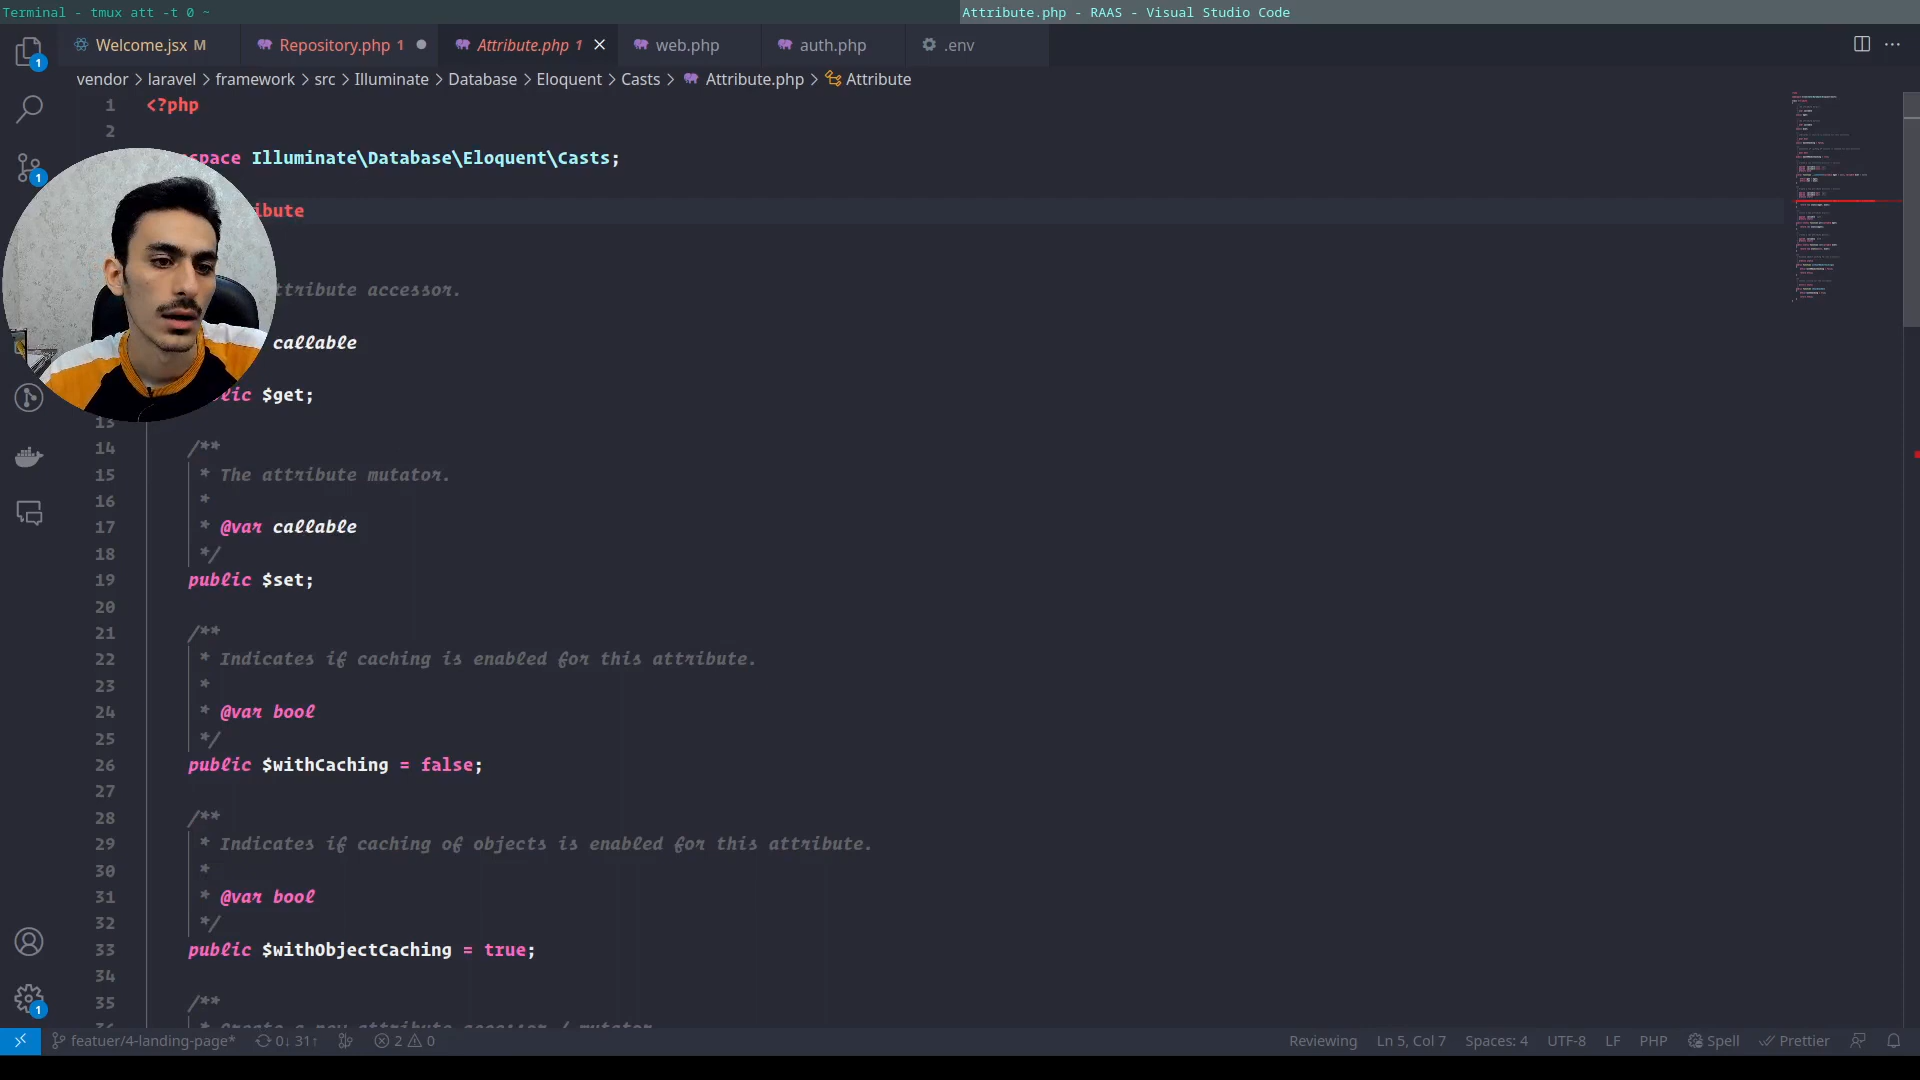 Terminal - tmux att -t 0 ~
Attribute.php - RAAS - Visual Studio Code
Welcome.jsx M
Repository.php 1
Attribute.php 1
web.php
auth.php
.env
vendor > laravel > framework > src > Illuminate > Database > Eloquent > Casts > Attribute.php > Attribute
1 <?php
2
space Illuminate\Database\Eloquent\Casts;
ibute
ttribute accessor.
callable
lic $get;
13
14 /**
15 * The attribute mutator.
16 *
17 * @var callable
18 */
19 public $set;
20
21 /**
22 * Indicates if caching is enabled for this attribute.
23 *
24 * @var bool
25 */
26 public $withCaching = false;
27
28 /**
29 * Indicates if caching of objects is enabled for this attribute.
30 *
31 * @var bool
32 */
33 public $withObjectCaching = true;
34
35 /**
* Create a new attribute accessor / mutator.
1
1
1
featuer/4-landing-page* 0↓ 31↑ 2 0
Reviewing Ln 5, Col 7 Spaces: 4 UTF-8 LF PHP Spell Prettier